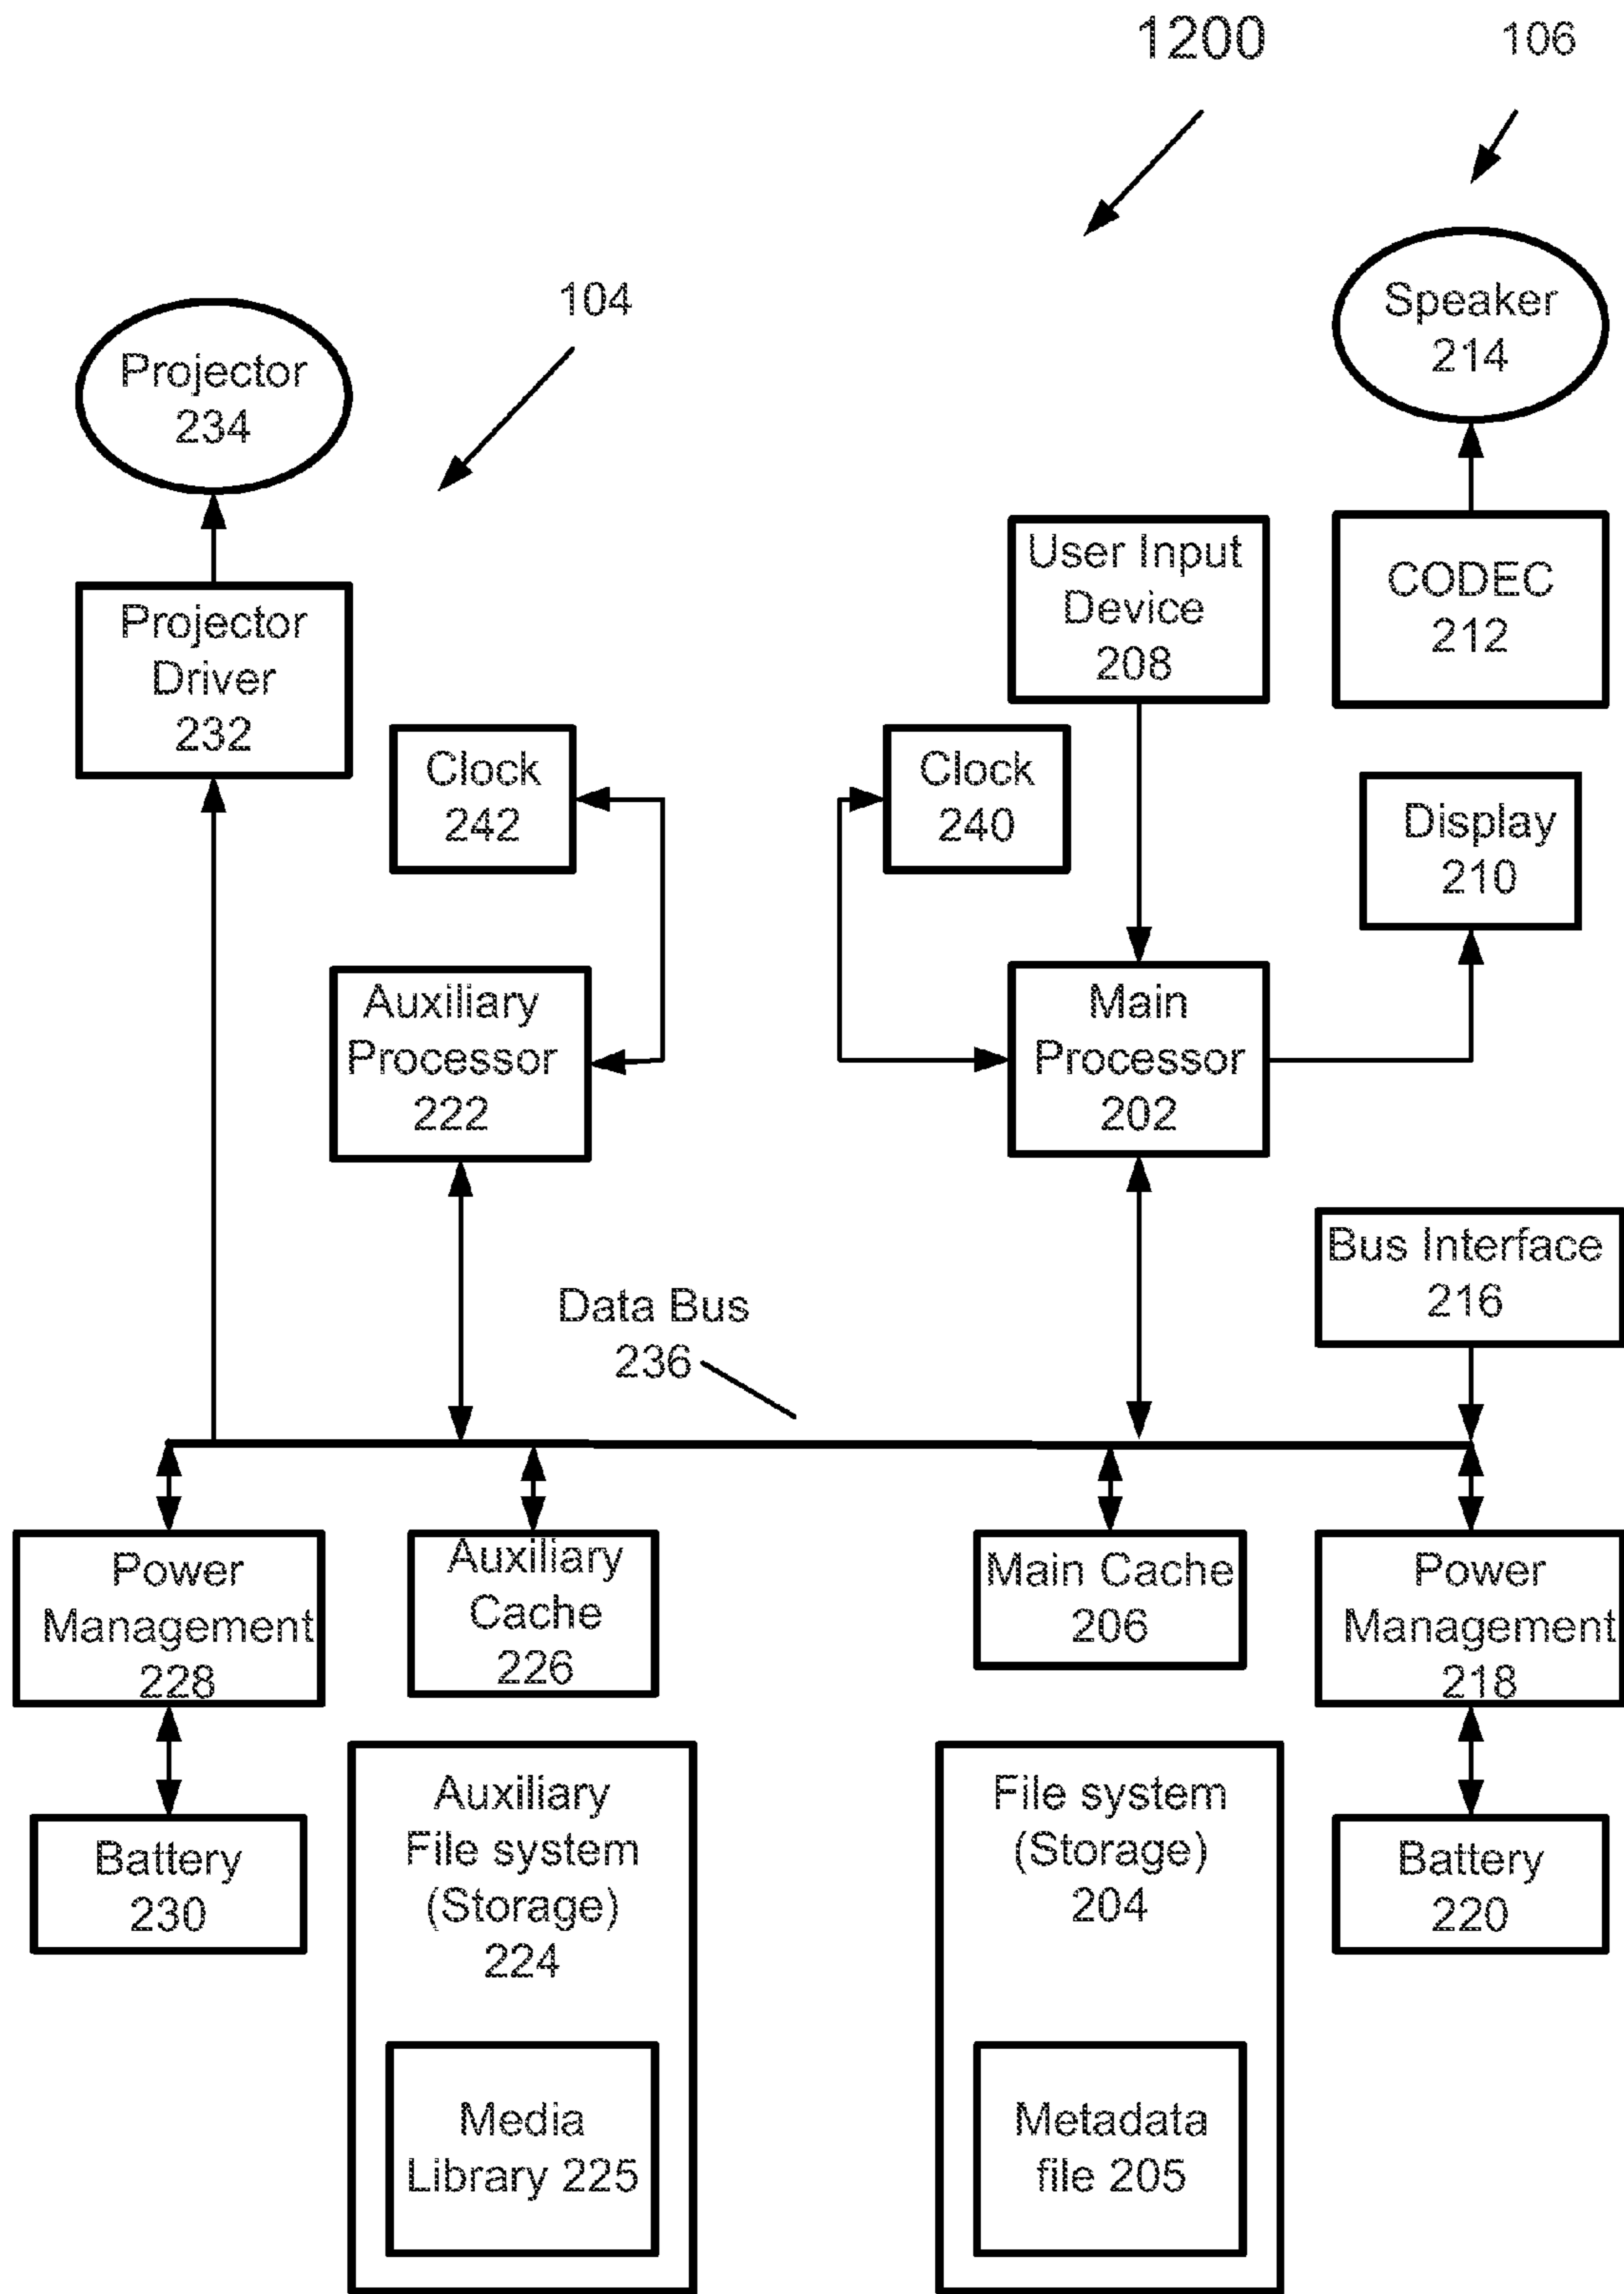 1200
106
104
Speaker
214
Projector
234
User Input
Device
208
CODEC
212
Projector
Driver
232
Clock
242
Clock
240
Display
210
Auxiliary
Processor
222
Main
Processor
202
Bus Interface
216
Data Bus
236
Power
Management
228
Auxiliary
Cache
226
Main Cache
206
Power
Management
218
Battery
230
Auxiliary
File system
(Storage)
224
File system
(Storage)
204
Battery
220
Media
Library 225
Metadata
file 205